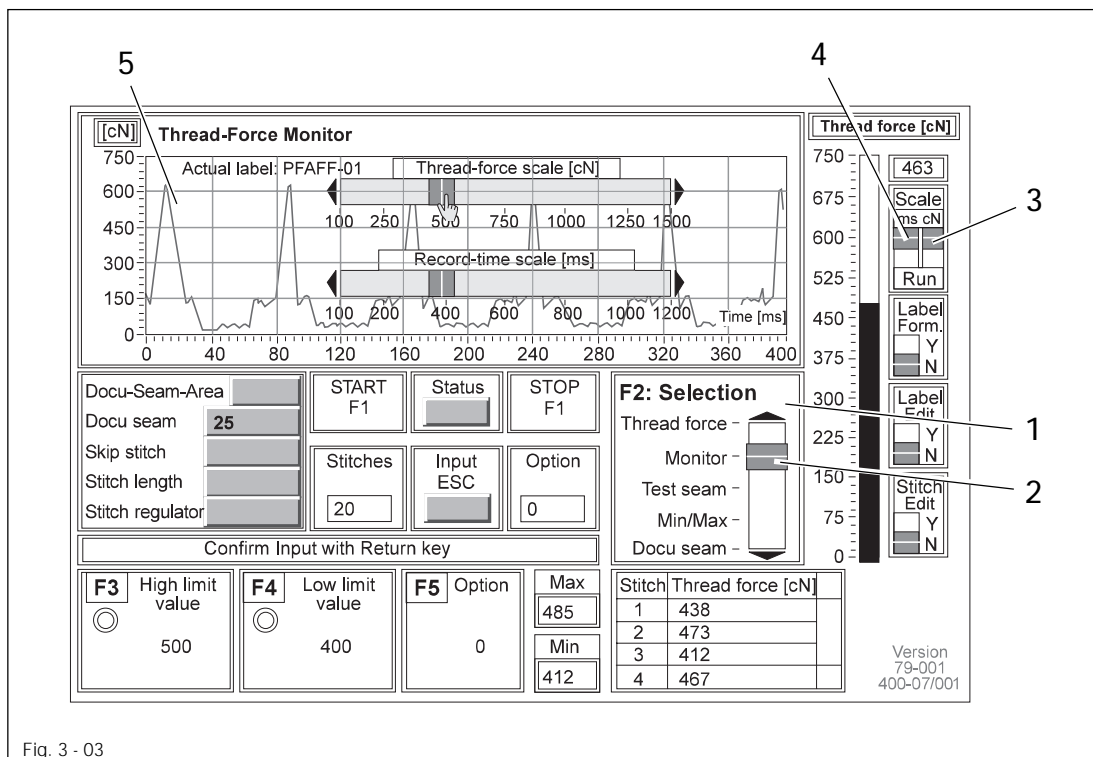 5
4
3
1
2
[cN] Thread-Force Monitor
Actual label: PFAFF-01
Thread-force scale [cN]
100 250 500 750 1000 1250 1500
Record-time scale [ms]
100 200 400 600 800 1000 1200
Time [ms]
750
600
450
300
150
0
0 40 80 120 160 200 240 280 320 360 400
Thread force [cN]
750
675
600
525
450
375
300
225
150
75
0
463
Scale
ms cN
Run
Label
Form.
Y
N
Label
Edit
Y
N
Stitch
Edit
Y
N
Docu-Seam-Area
Docu seam 25
Skip stitch
Stitch length
Stitch regulator
START
F1
Status
STOP
F1
Stitches
20
Input
ESC
Option
0
F2: Selection
Thread force
Monitor
Test seam
Min/Max
Docu seam
Confirm Input with Return key
F3 High limit
value
500
F4 Low limit
value
400
F5 Option
0
Max
485
Min
412
Stitch Thread force [cN]
1 438
2 473
3 412
4 467
Version
79-001
400-07/001
Fig. 3 - 03